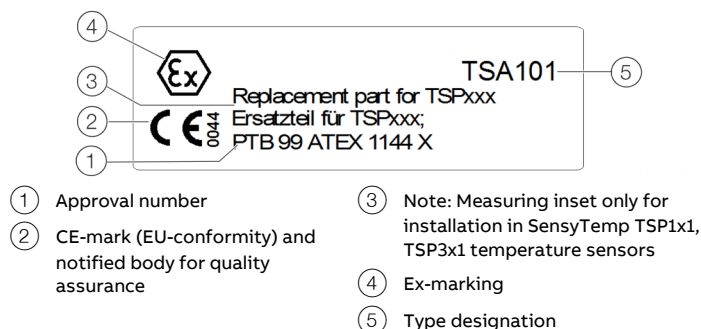 4
εx
TSA101
5
3
Replacement part for TSPxxx
2
CE
0044
Ersatzteil für TSPxxx;
1
PTB 99 ATEX 1144 X
1 Approval number
2 CE-mark (EU-conformity) and
notified body for quality
assurance
3 Note: Measuring inset only for
installation in SensyTemp TSP1x1,
TSP3x1 temperature sensors
4 Ex-marking
5 Type designation